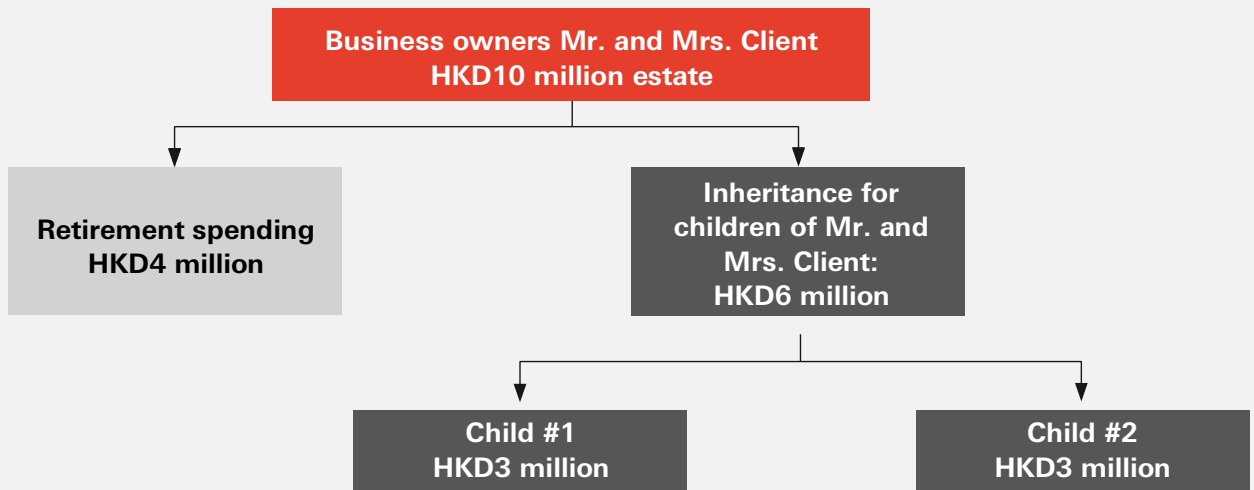 Business owners Mr. and Mrs. Client
HKD10 million estate
Retirement spending
HKD4 million
Inheritance for
children of Mr. and
Mrs. Client:
HKD6 million
Child #1
HKD3 million
Child #2
HKD3 million